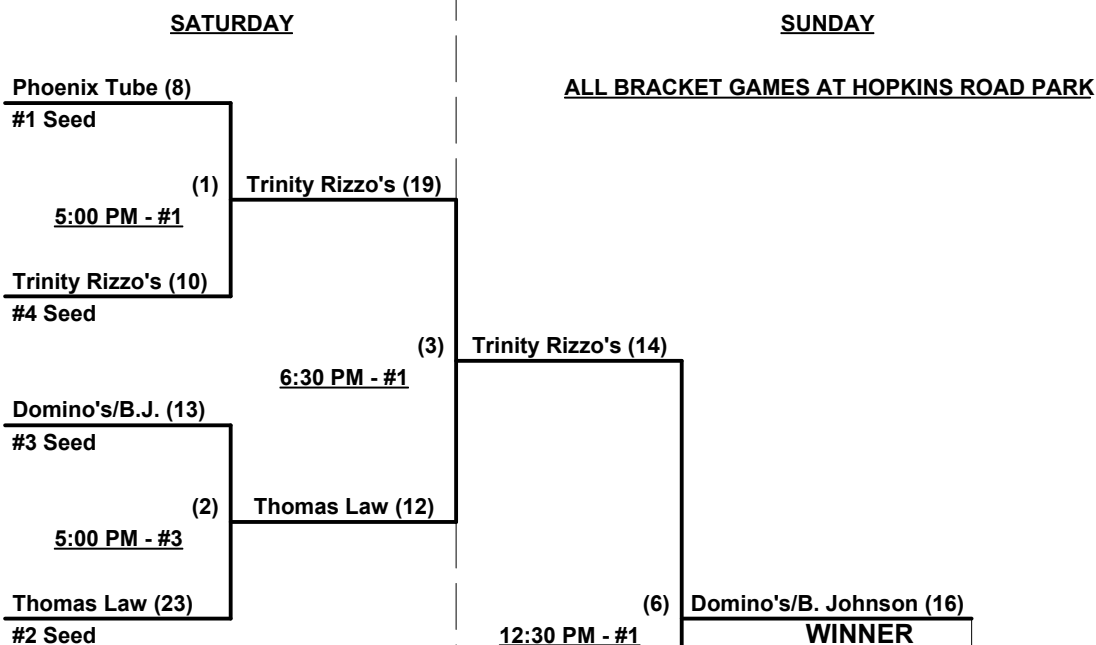 SATURDAY
SUNDAY
Phoenix Tube (8)
ALL BRACKET GAMES AT HOPKINS ROAD PARK
#1 Seed
(1)
Trinity Rizzo's (19)
5:00 PM - #1
Trinity Rizzo's (10)
#4 Seed
(3)
Trinity Rizzo's (14)
6:30 PM - #1
Domino's/B.J. (13)
#3 Seed
(2)
Thomas Law (12)
5:00 PM - #3
Thomas Law (23)
(6)
Domino's/B. Johnson (16)
#2 Seed
12:30 PM - #1
WINNER